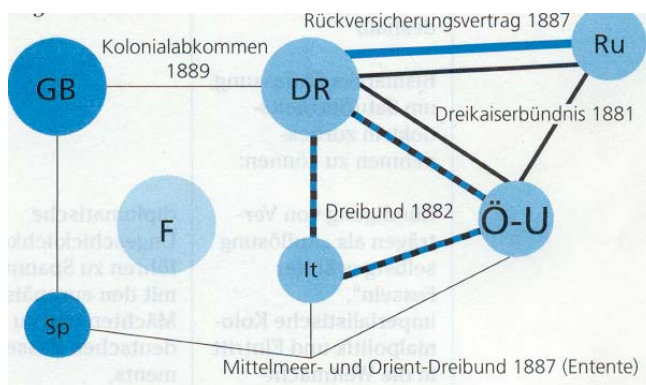 Rückversicherungsvertrag 1887
Kolonialabkommen
1889
GB
DR
Ru
Dreikaiserbündnis 1881
F
Dreibund 1882
Ö-U
It
Sp
Mittelmeer- und Orient-Dreibund 1887 (Entente)